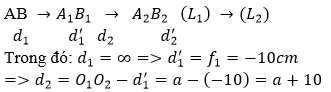 AB → A₁B₁ → A₂B₂ (L₁) → (L₂)
d₁ d₁′ d₂ d₂′
Trong đó: d₁ = ∞ => d₁′ = f₁ = −10cm
=> d₂ = O₁O₂ − d₁′ = a − (−10) = a + 10